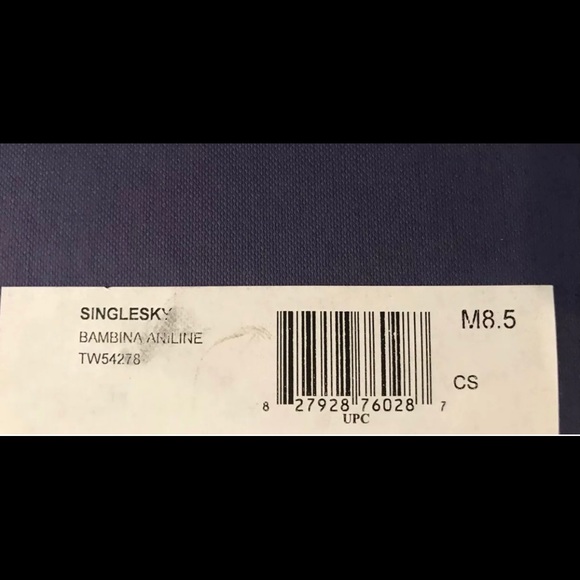 SINGLESKY
BAMBINA ANILINE
TW54278
8 27928 76028 7
UPC
M8.5
CS